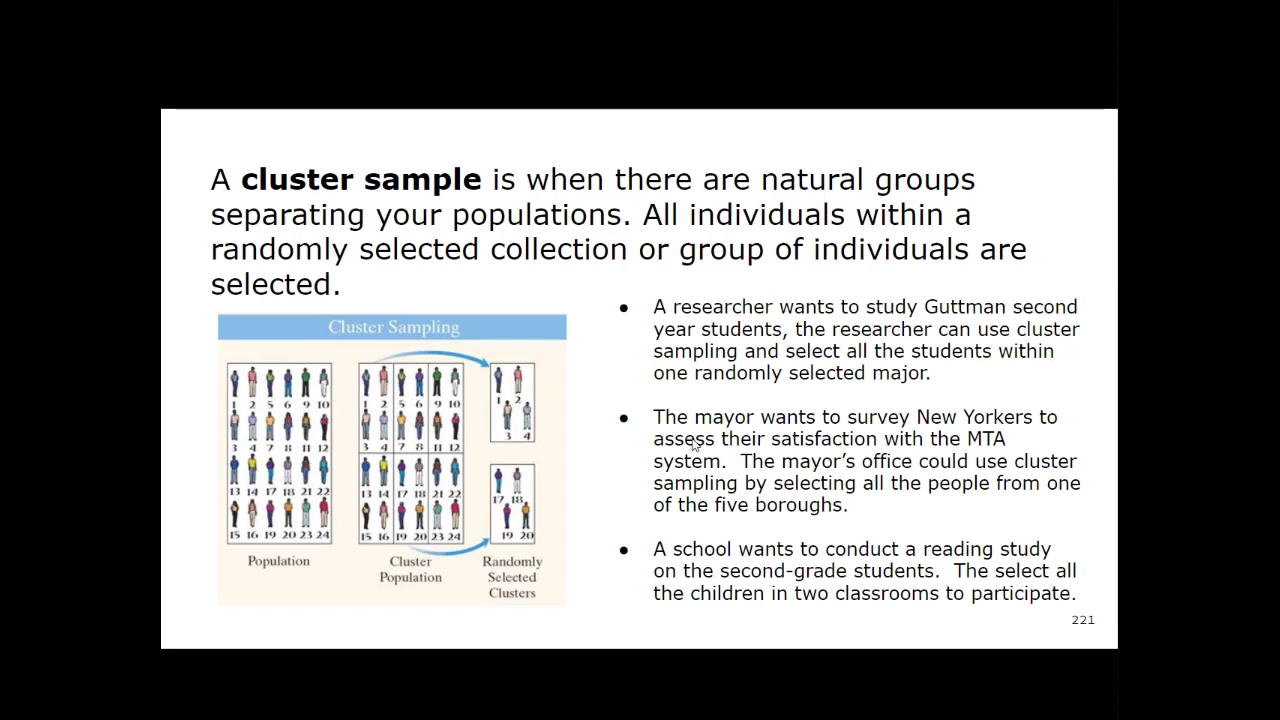 A cluster sample is when there are natural groups
separating your populations. All individuals within a
randomly selected collection or group of individuals are
selected.
Cluster Sampling
1 2 5 6 9 10
3 4 7 8 11 12
13 14 17 18 21 22
15 16 19 20 23 24
Population
1 2 5 6 9 10
3 4 7 8 11 12
13 14 17 18 21 22
15 16 19 20 23 24
Cluster
Population
1 2
3 4
17 18
19 20
Randomly
Selected
Clusters
● A researcher wants to study Guttman second
year students, the researcher can use cluster
sampling and select all the students within
one randomly selected major.
● The mayor wants to survey New Yorkers to
assess their satisfaction with the MTA
system.  The mayor’s office could use cluster
sampling by selecting all the people from one
of the five boroughs.
● A school wants to conduct a reading study
on the second-grade students.  The select all
the children in two classrooms to participate.
221